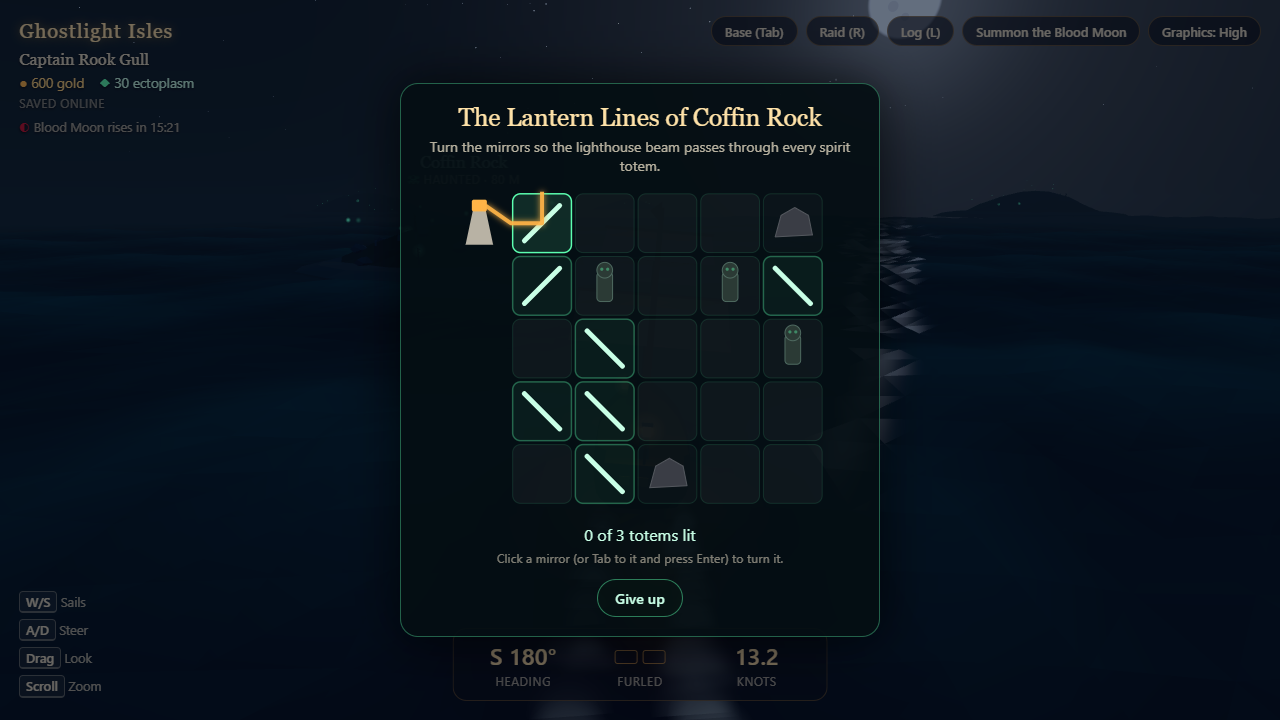 Ghostlight Isles
Captain Rook Gull
600 gold 30 ectoplasm
SAVED ONLINE
Blood Moon rises in 15:21
Base (Tab)
Raid (R)
Log (L)
Summon the Blood Moon
Graphics: High
The Lantern Lines of Coffin Rock
Turn the mirrors so the lighthouse beam passes through every spirit
totem.
Coffin Rock
0 of 3 totems lit
Click a mirror (or Tab to it and press Enter) to turn it.
Give up
W/S Sails
A/D Steer
Drag Look
Scroll Zoom
S 180° 13.2
HEADING FURLED KNOTS